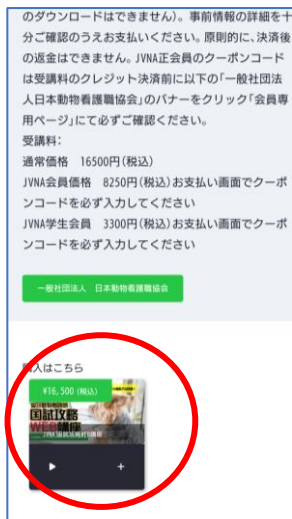 のダウンロードはできません)。事前情報の詳細を十
分ご確認のうえお支払いください。原則的に、決済後
の返金はできません。JVNA正会員のクーポンコード
は受講料のクレジット決済前に以下の「一般社団法
人日本動物看護職協会」のバナーをクリック「会員専
用ページ」にて必ずご確認ください。
受講料:
通常価格 16500円(税込)
JVNA会員価格 8250円(税込)お支払い画面でクーポ
ンコードを必ず入力してください
JVNA学生会員 3300円(税込)お支払い画面でクーポ
ンコードを必ず入力してください
一般社団法人 日本動物看護職協会
購入はこちら
¥16,500 (税込)
国試攻略
WEB講座